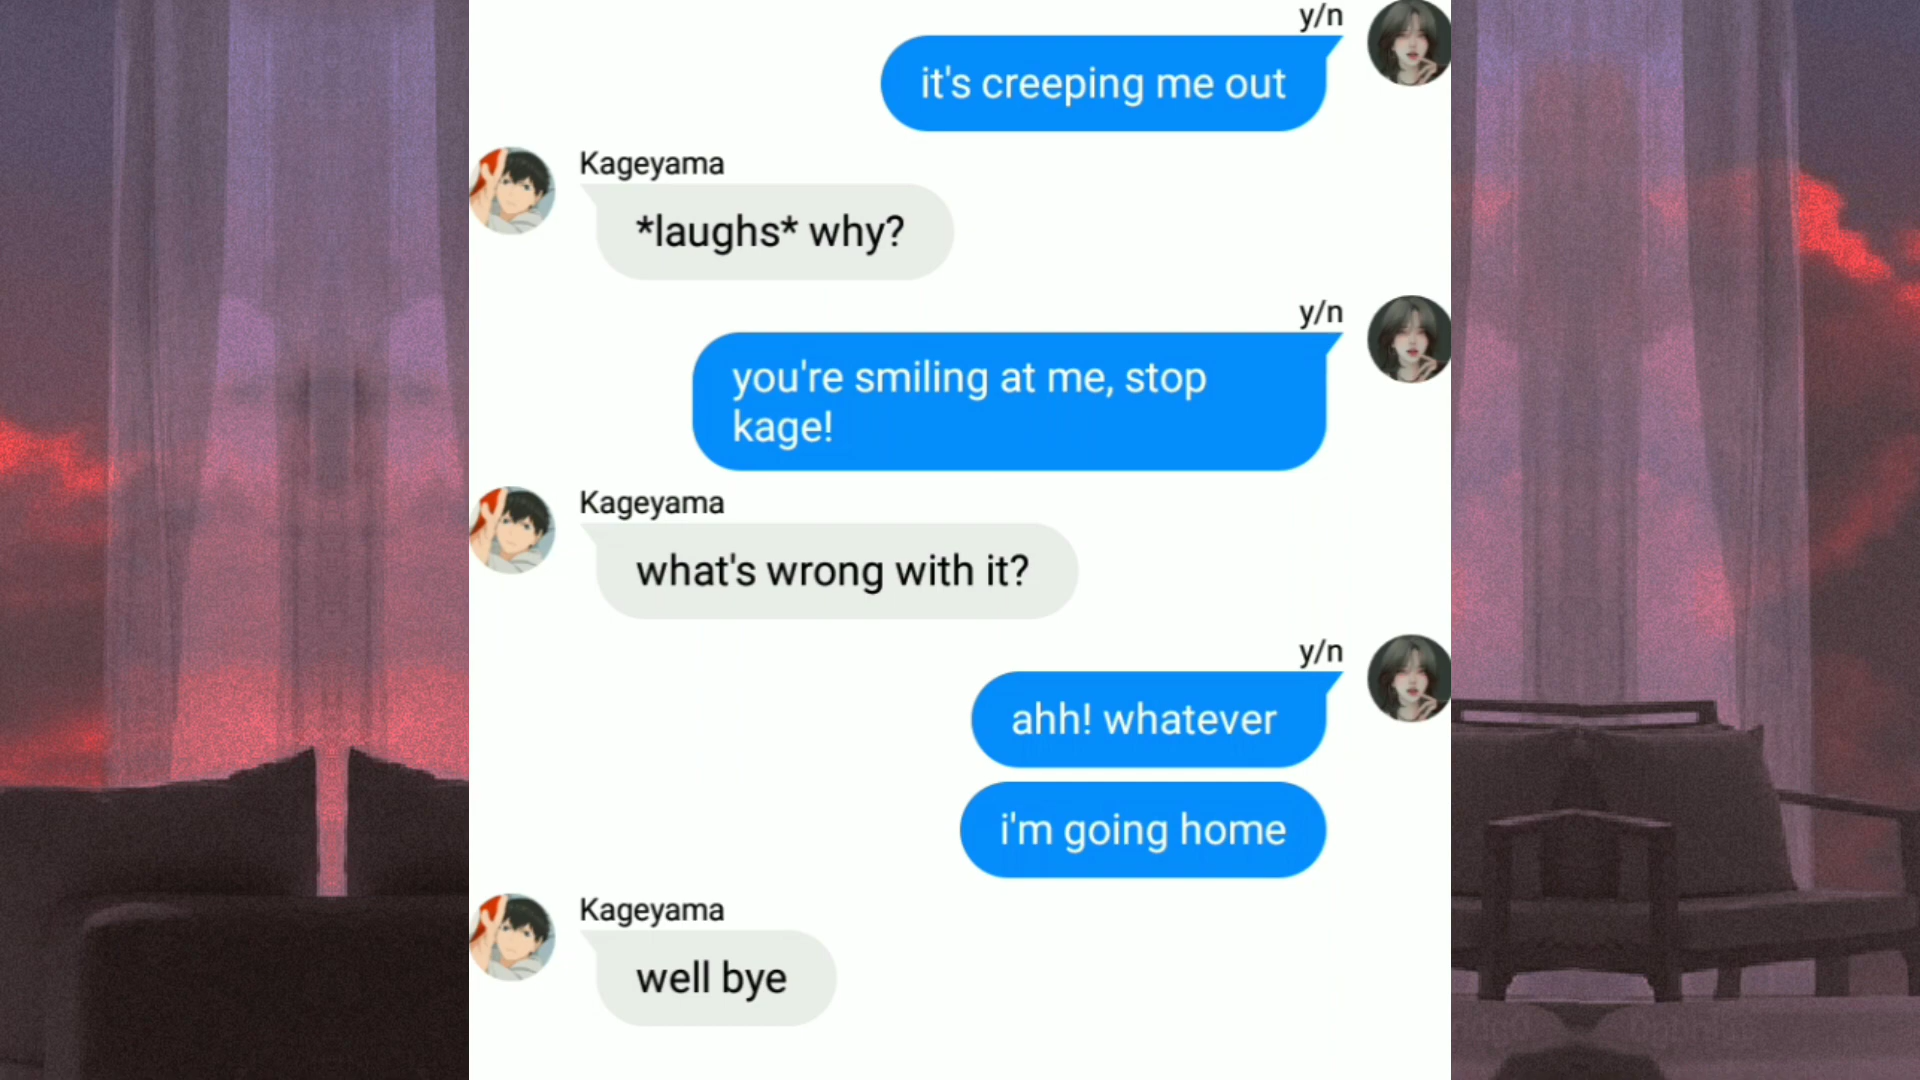 y/n
it's creeping me out
Kageyama
*laughs* why?
y/n
you're smiling at me, stop
kage!
Kageyama
what's wrong with it?
y/n
ahh! whatever
i'm going home
Kageyama
well bye